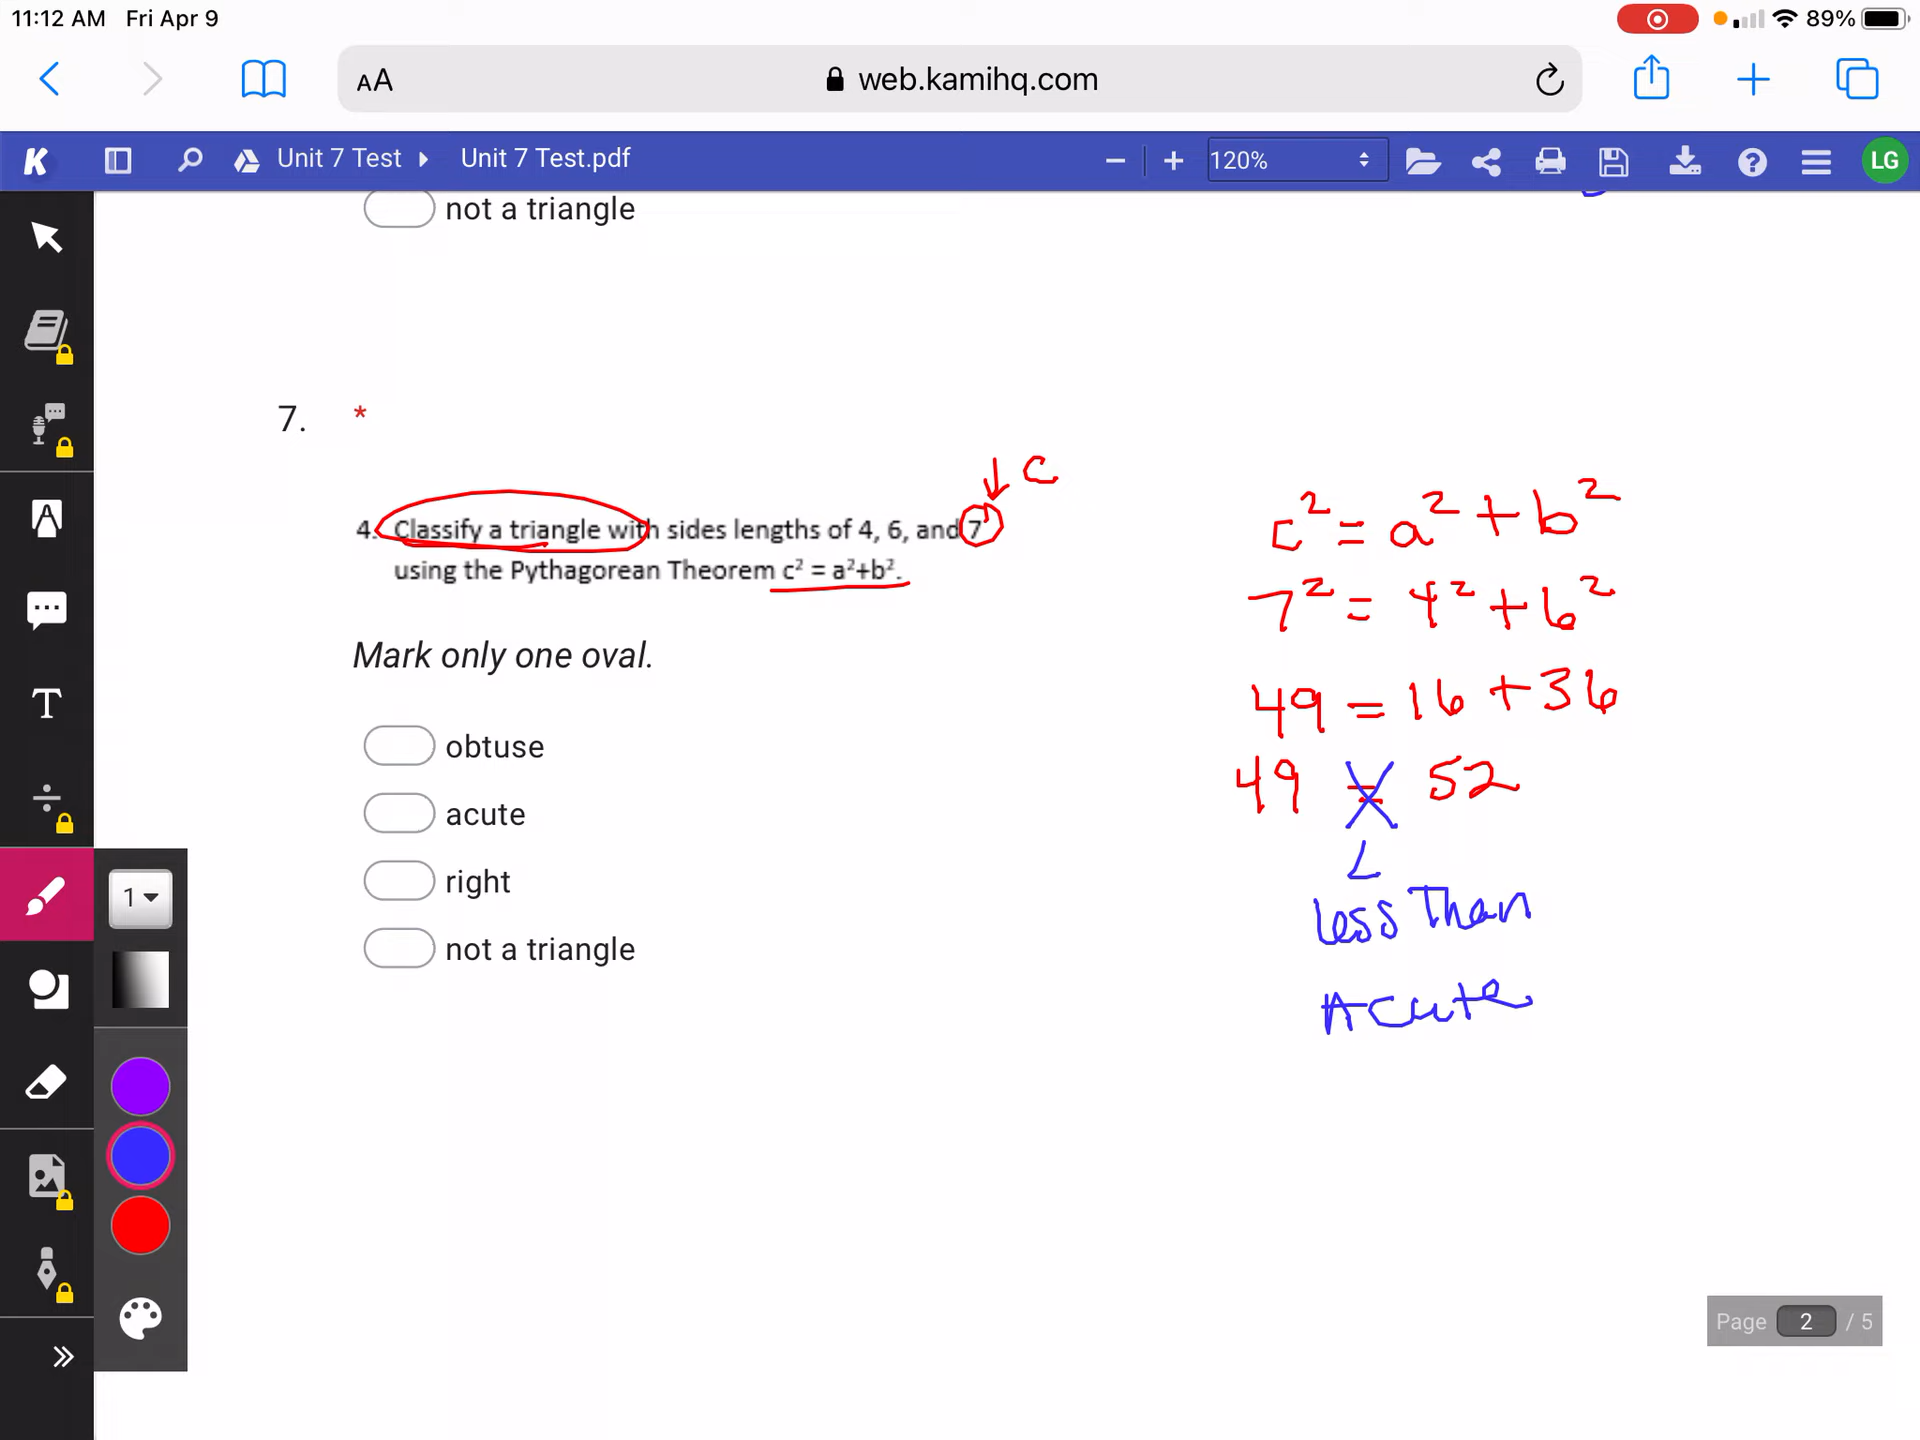 11:12 AM Fri Apr 9
89%
AA
web.kamihq.com
K
Unit 7 Test
Unit 7 Test.pdf
120%
LG
not a triangle
7. *
C
4. Classify a triangle with sides lengths of 4, 6, and 7
using the Pythagorean Theorem c² = a²+b².
Mark only one oval.
obtuse
acute
right
not a triangle
c² = a² + b²
7² = 4² + 6²
49 = 16 + 36
49 = 52
<
less Than
Acute
T
1
Page 2 / 5